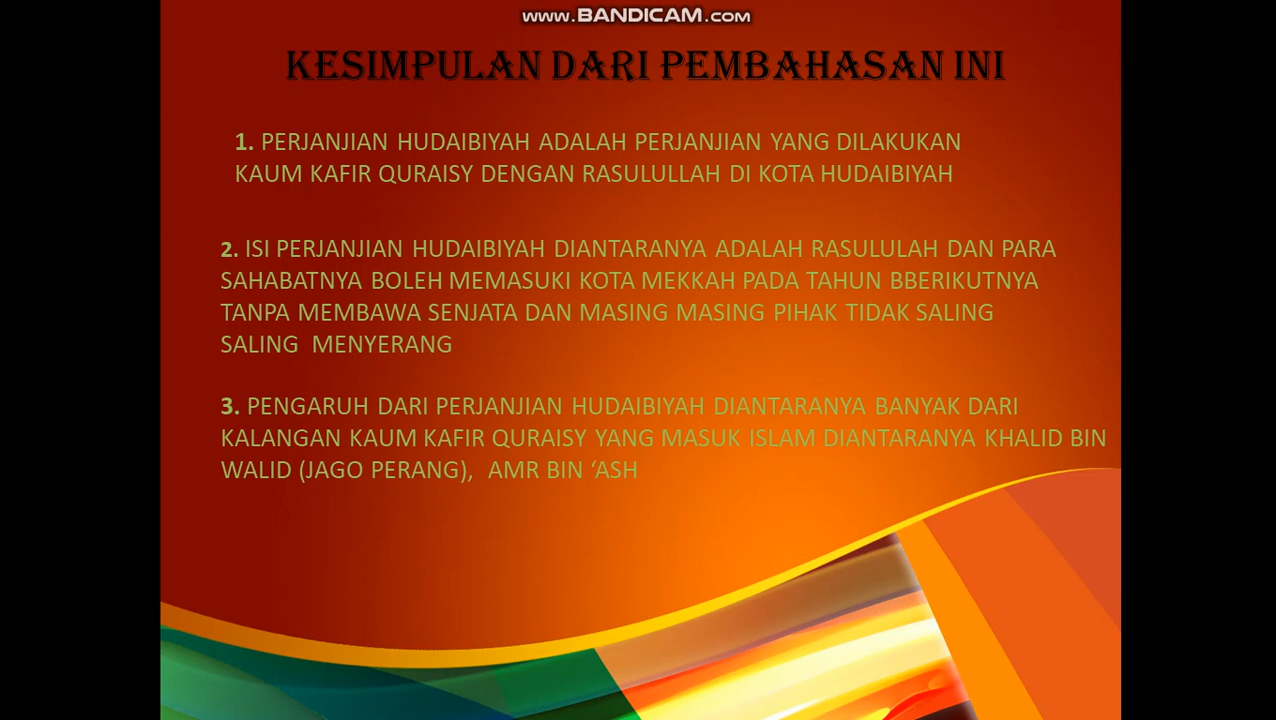 www.BANDICAM.com
KESIMPULAN DARI PEMBAHASAN INI
1. PERJANJIAN HUDAIBIYAH ADALAH PERJANJIAN YANG DILAKUKAN
KAUM KAFIR QURAISY DENGAN RASULULLAH DI KOTA HUDAIBIYAH
2. ISI PERJANJIAN HUDAIBIYAH DIANTARANYA ADALAH RASULULAH DAN PARA
SAHABATNYA BOLEH MEMASUKI KOTA MEKKAH PADA TAHUN BBERIKUTNYA
TANPA MEMBAWA SENJATA DAN MASING MASING PIHAK TIDAK SALING
SALING MENYERANG
3. PENGARUH DARI PERJANJIAN HUDAIBIYAH DIANTARANYA BANYAK DARI
KALANGAN KAUM KAFIR QURAISY YANG MASUK ISLAM DIANTARANYA KHALID BIN
WALID (JAGO PERANG), AMR BIN ‘ASH